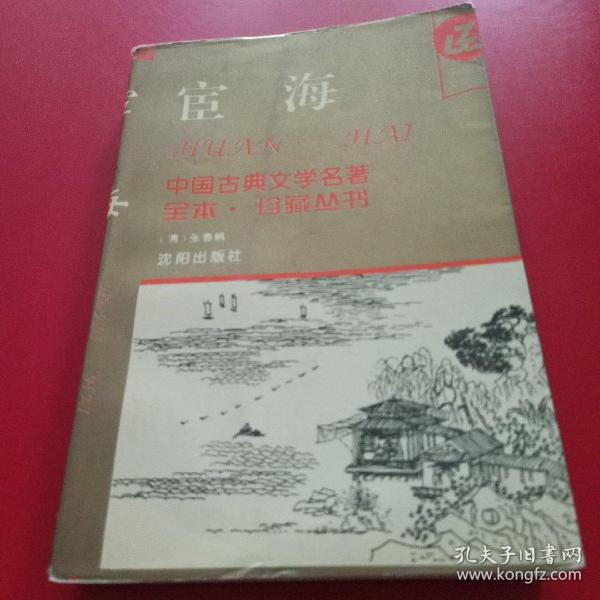 宦 海
HUAN HAI
中国古典文学名著
全本·珍藏丛书
(清)张春帆
沈阳出版社
孔夫子旧书网
www.kongfz.com